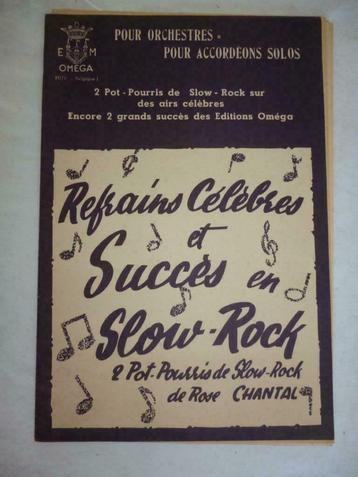 POUR ORCHESTRES -
POUR ACCORDEONS SOLOS
E M
OMEGA
2 Pot-Pourris de Slow-Rock sur
des airs célèbres
Encore 2 grands succès des Editions Oméga
Refrains Célèbres
et
Succès en
Slow-Rock
2 Pot-Pourris de Slow-Rock
de Rose CHANTAL